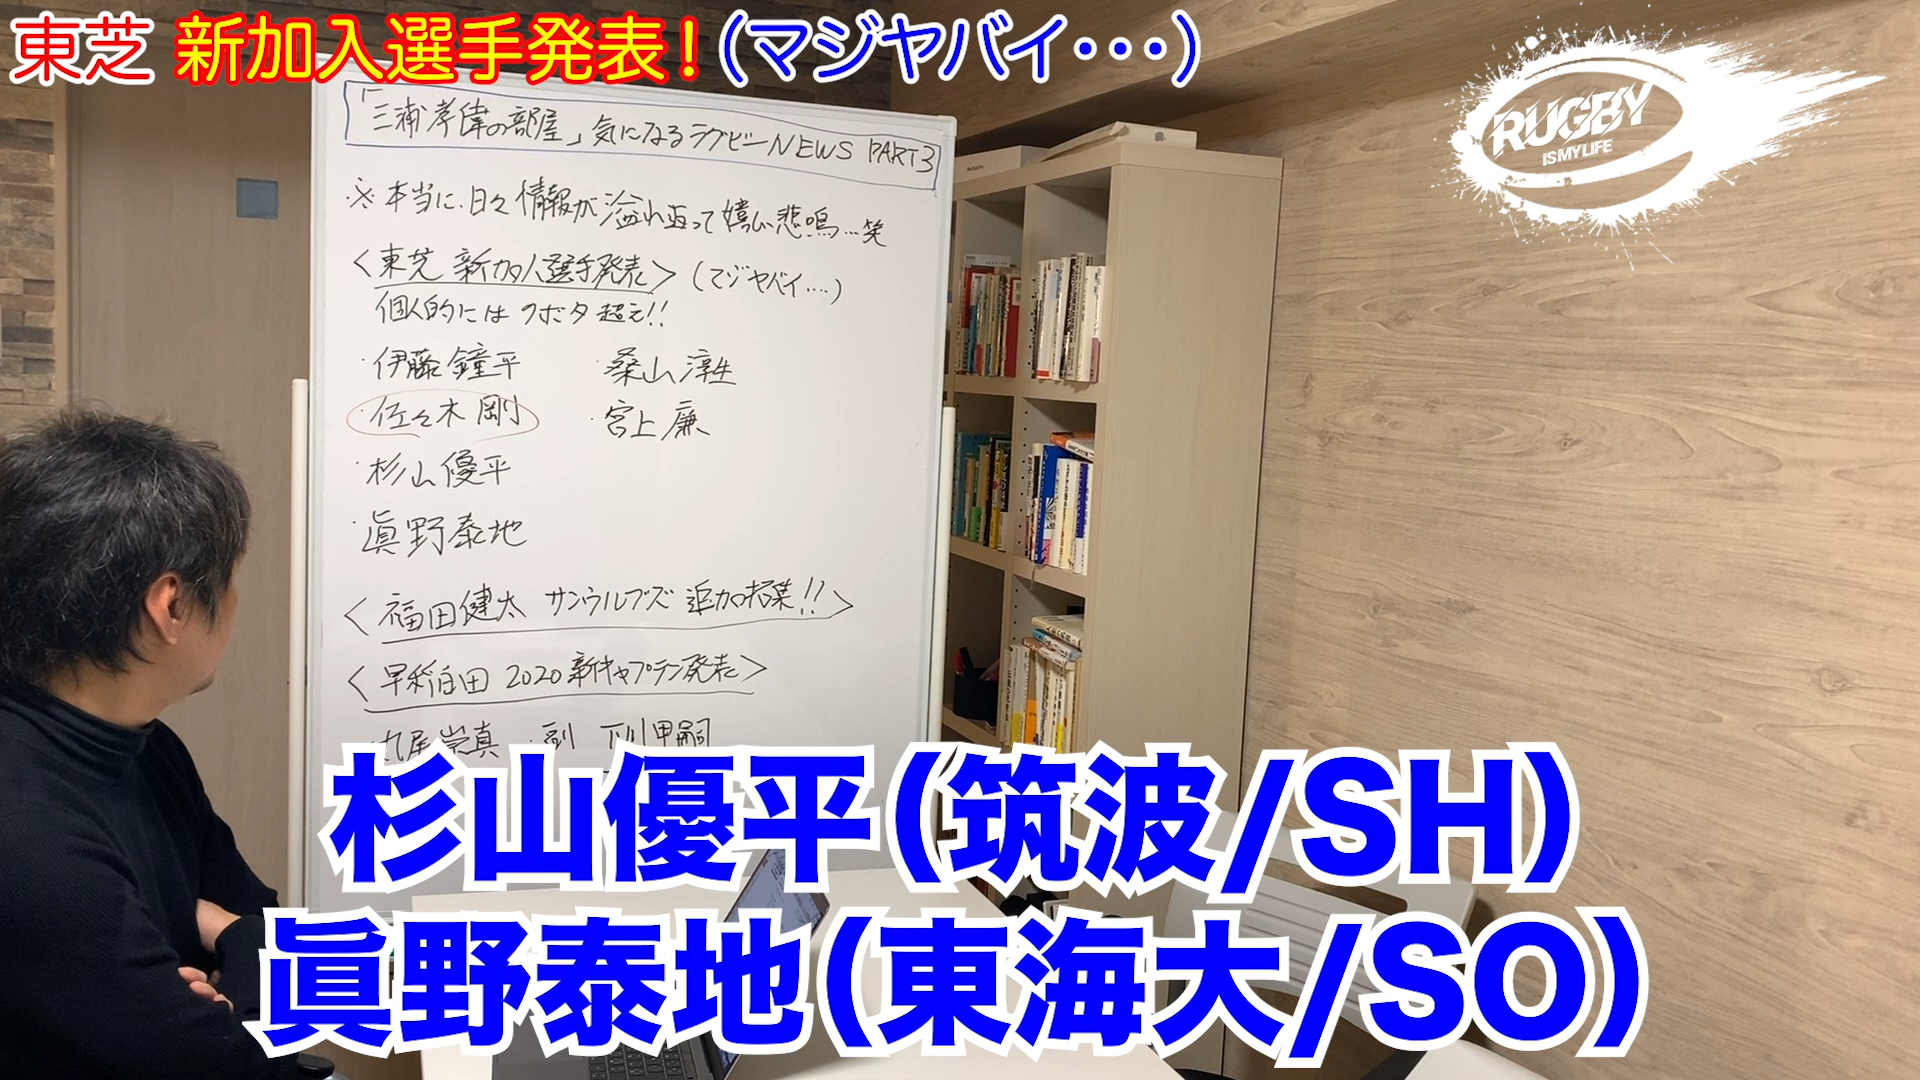 東芝 新加入選手発表！（マジヤバイ・・・）
RUGBY
IS MY LIFE
「三浦孝偉の部屋」気になるラグビーNEWS PART3
※本当に、日々情報が溢れ返って嬉しい悲鳴…笑
＜東芝 新加入選手発表＞（マジヤバイ‥‥）
個人的にはクボタ超え!!
・伊藤鐘平 ・桑山淳生
・佐々木剛 ・宮上廉
・杉山優平
・眞野泰地
＜福田健太 サンウルブズ 追加招集!!＞
＜早稲田 2020新キャプテン発表＞
丸尾崇真 ・副 下川甲嗣
杉山優平（筑波/SH）
眞野泰地（東海大/SO）